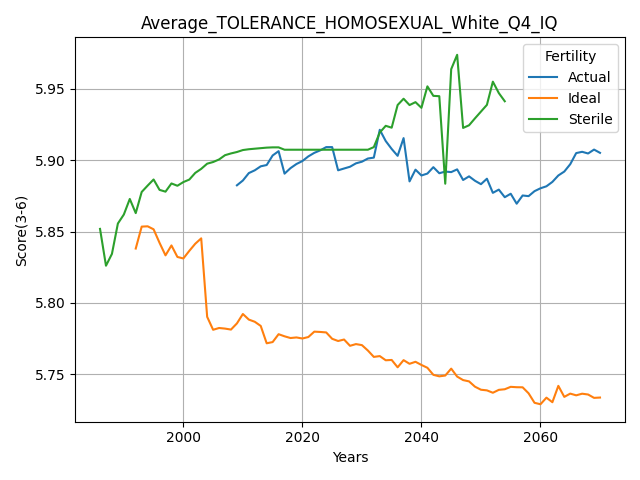 Average_TOLERANCE_HOMOSEXUAL_White_Q4_IQ
Fertility
Actual
Ideal
Sterile
Score(3-6)
5.95
5.90
5.85
5.80
5.75
2000
2020
2040
2060
Years